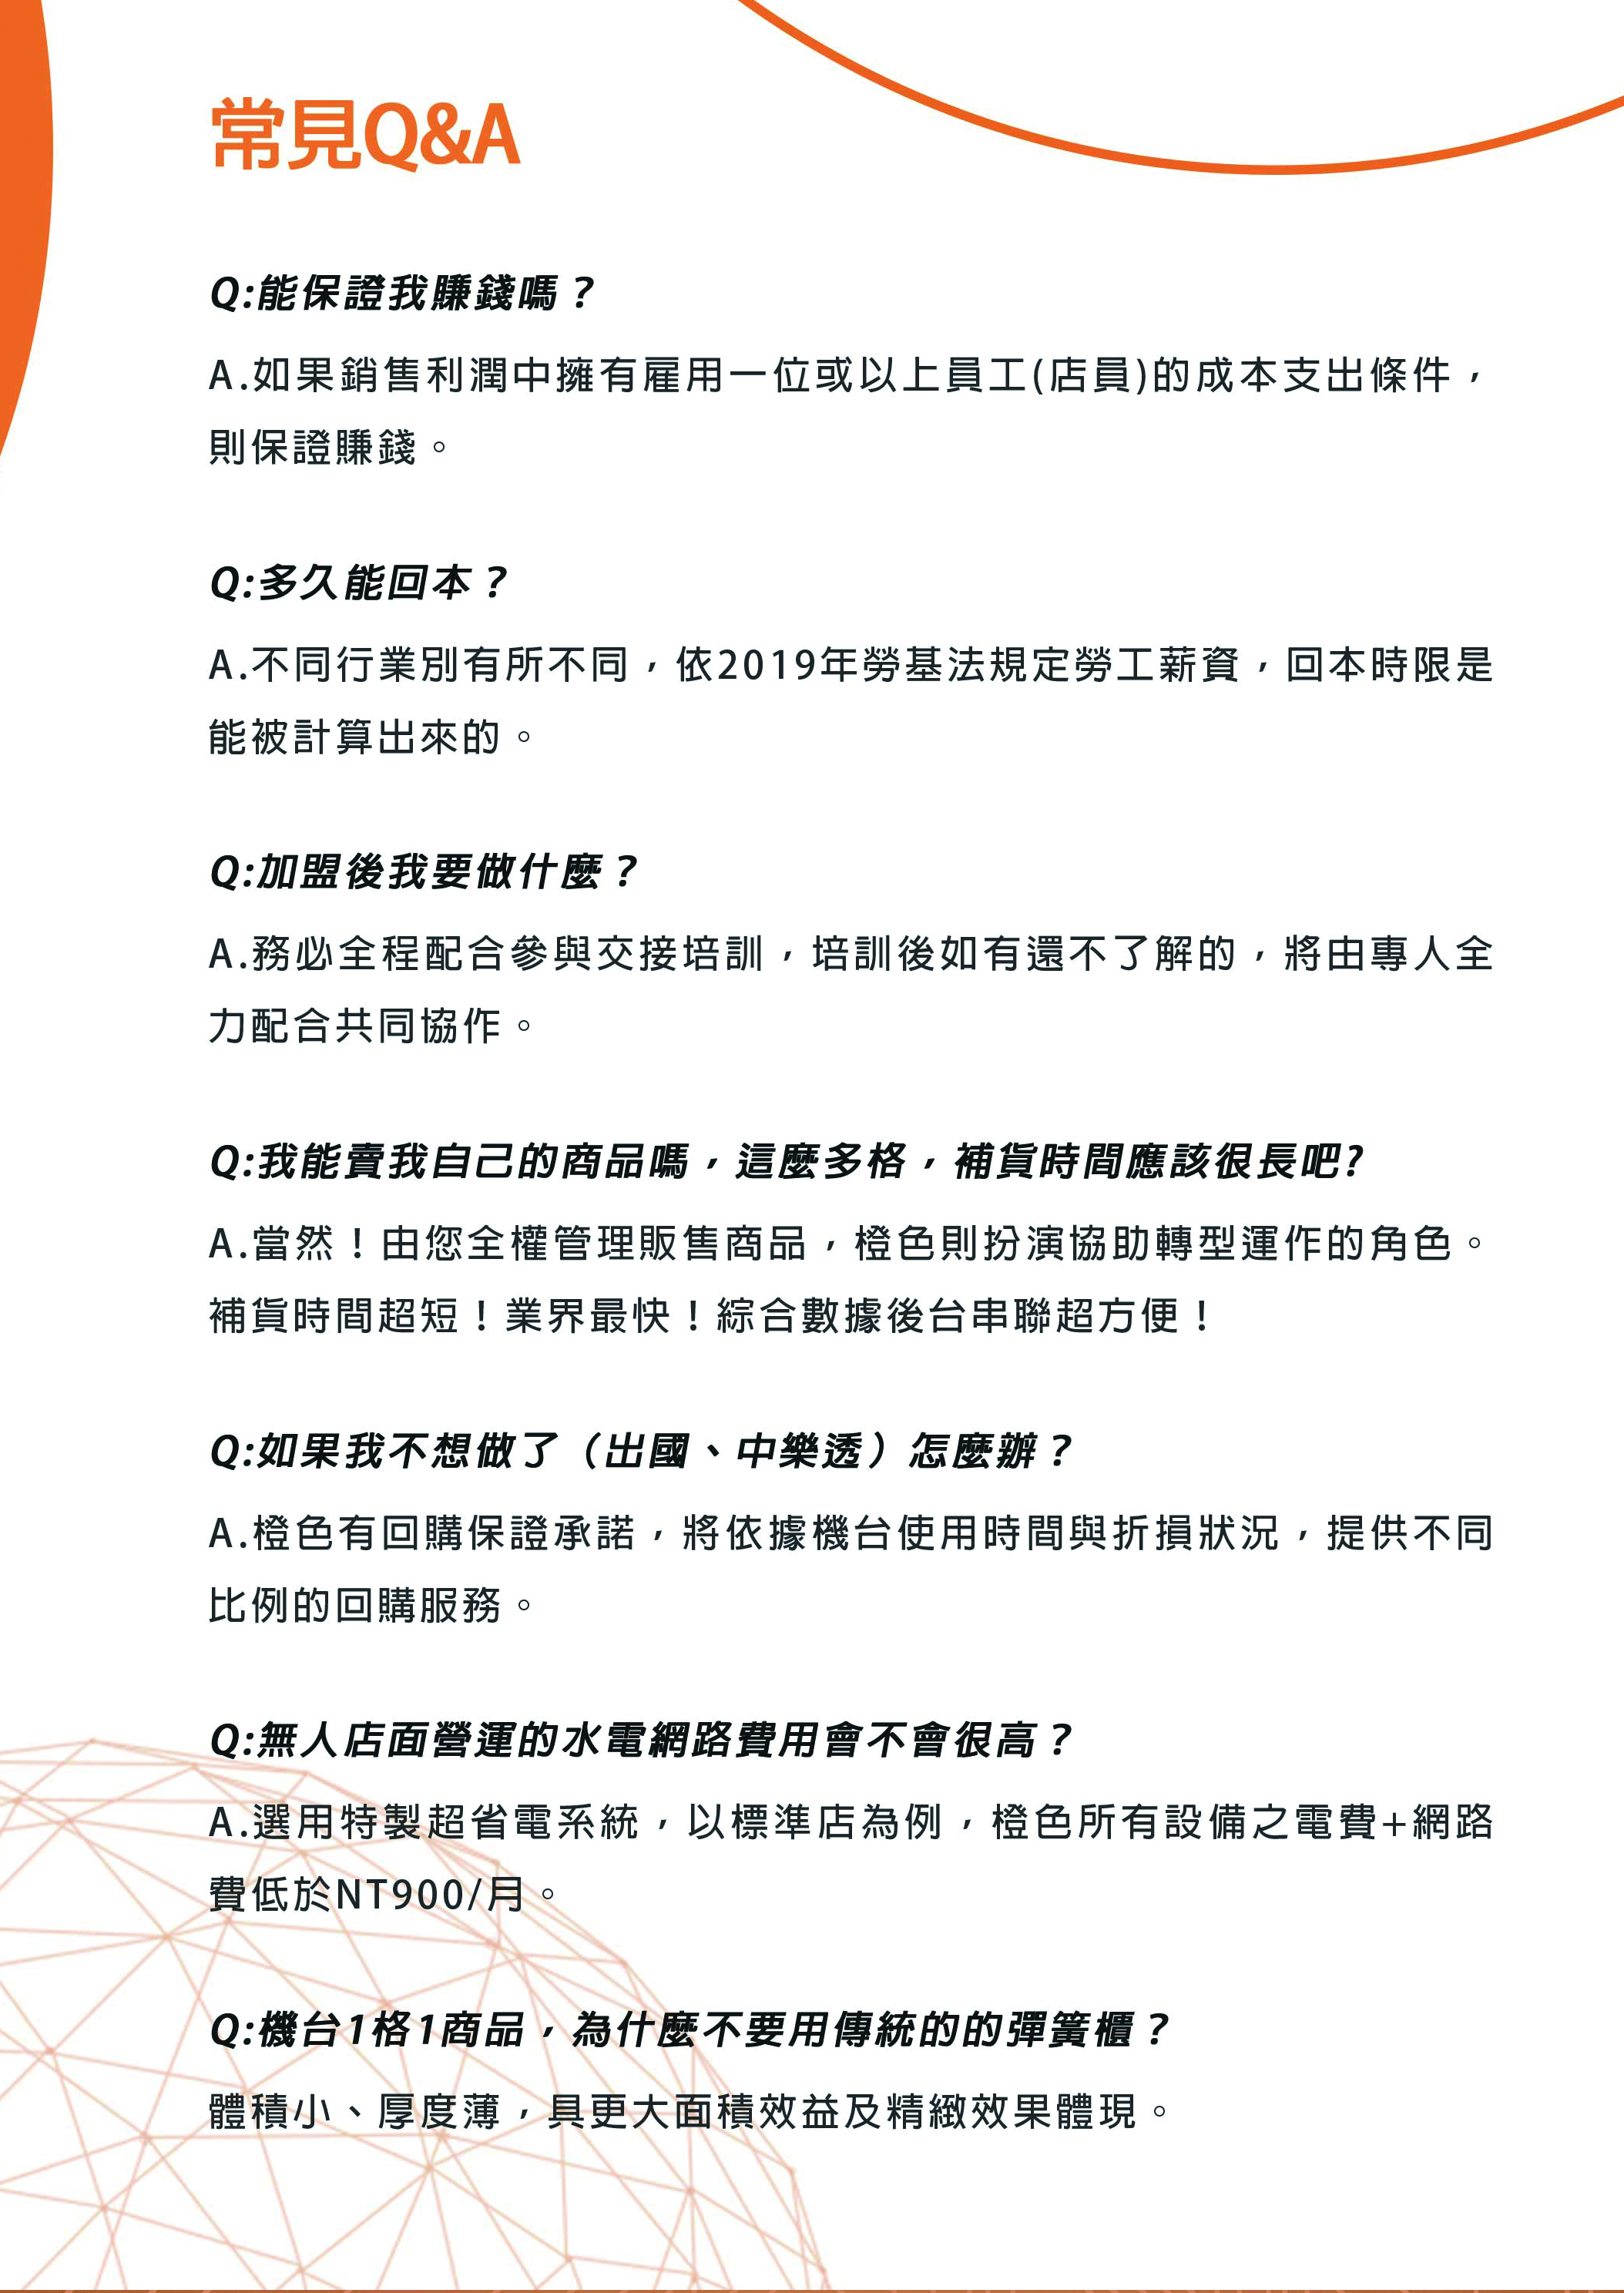 常見Q&A
Q:能保證我賺錢嗎？
A.如果銷售利潤中擁有雇用一位或以上員工(店員)的成本支出條件，
則保證賺錢。
Q:多久能回本？
A.不同行業別有所不同，依2019年勞基法規定勞工薪資，回本時限是
能被計算出來的。
Q:加盟後我要做什麼？
A.務必全程配合參與交接培訓，培訓後如有還不了解的，將由專人全
力配合共同協作。
Q:我能賣我自己的商品嗎，這麼多格，補貨時間應該很長吧?
A.當然！由您全權管理販售商品，橙色則扮演協助轉型運作的角色。
補貨時間超短！業界最快！綜合數據後台串聯超方便！
Q:如果我不想做了（出國、中樂透）怎麼辦？
A.橙色有回購保證承諾，將依據機台使用時間與折損狀況，提供不同
比例的回購服務。
Q:無人店面營運的水電網路費用會不會很高？
A.選用特製超省電系統，以標準店為例，橙色所有設備之電費+網路
費低於NT900/月。
Q:機台1格1商品，為什麼不要用傳統的的彈簧櫃？
體積小、厚度薄，具更大面積效益及精緻效果體現。